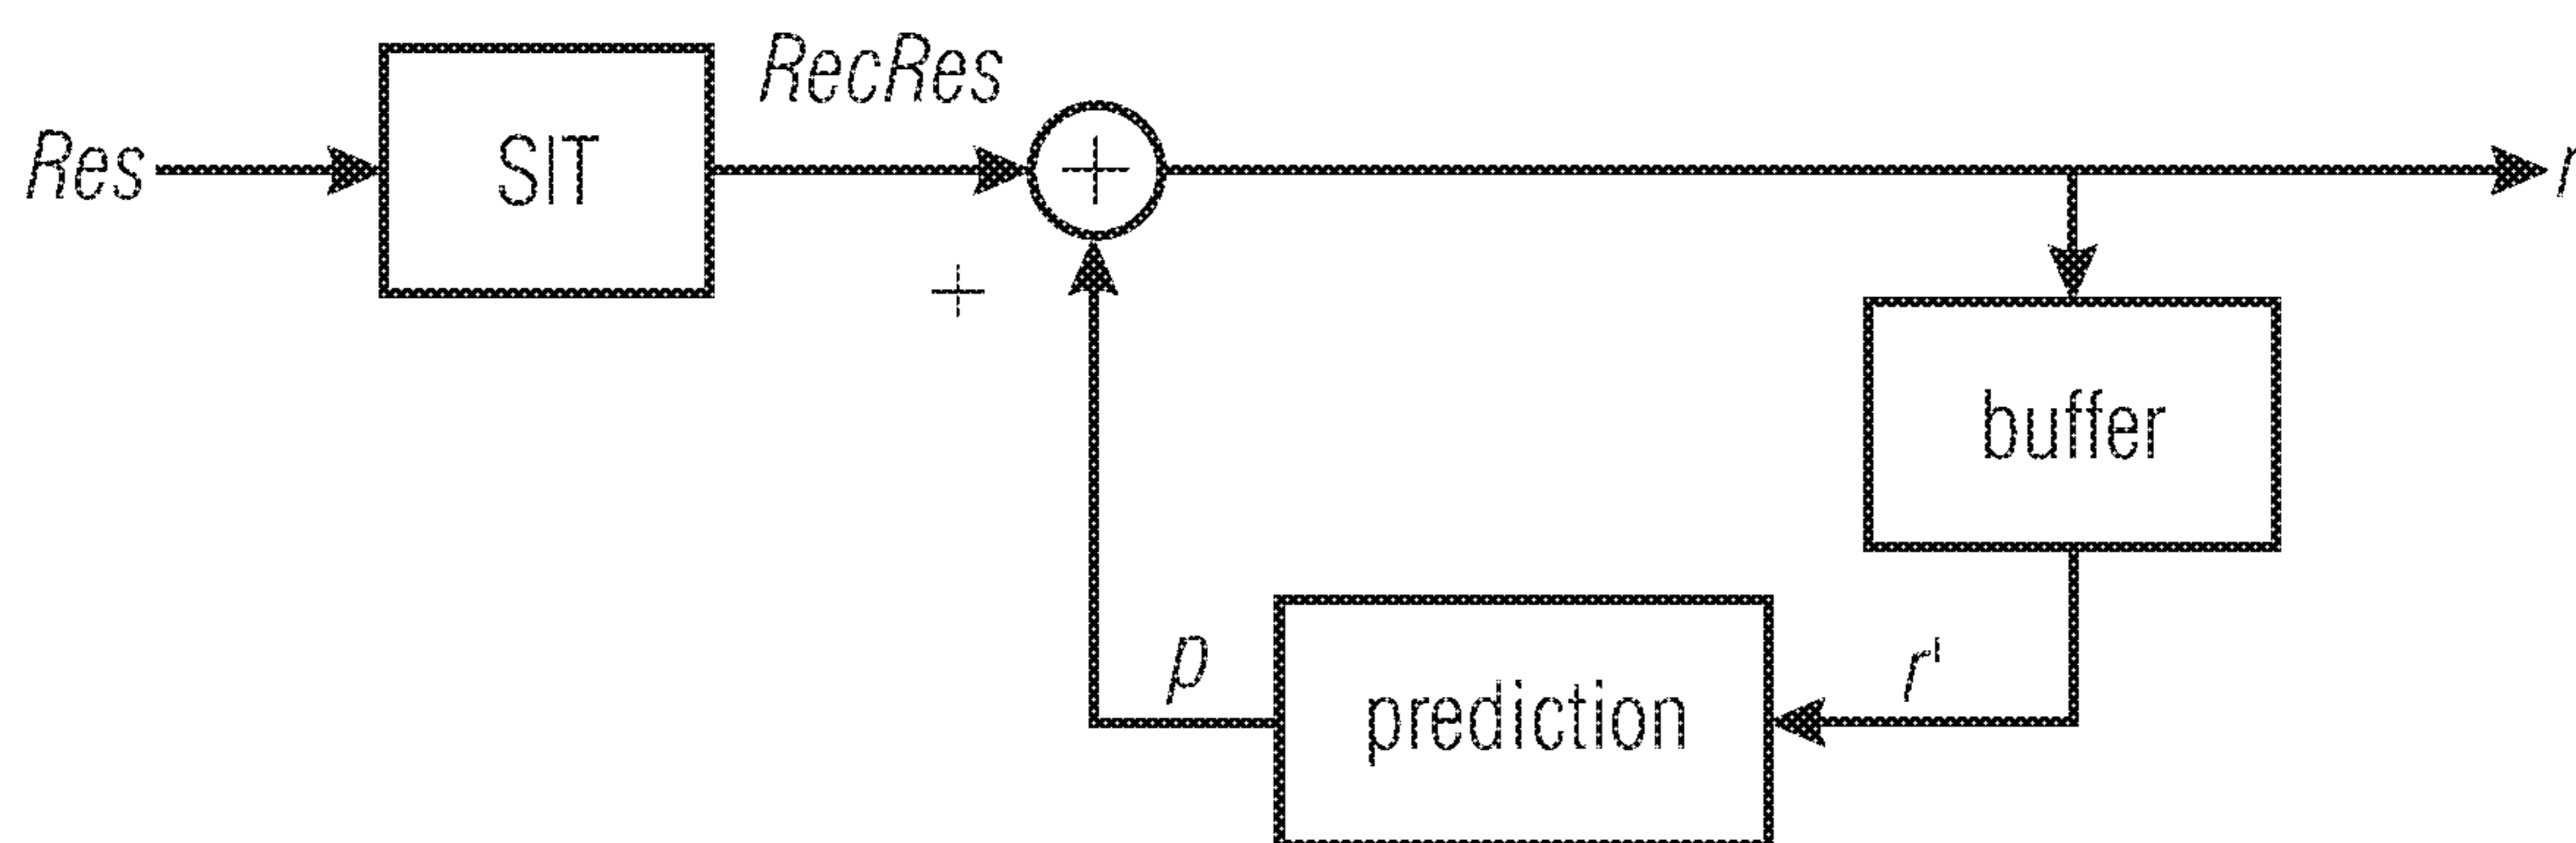 RecRes
Res
SIT
+
r
+
buffer
p
prediction
r'